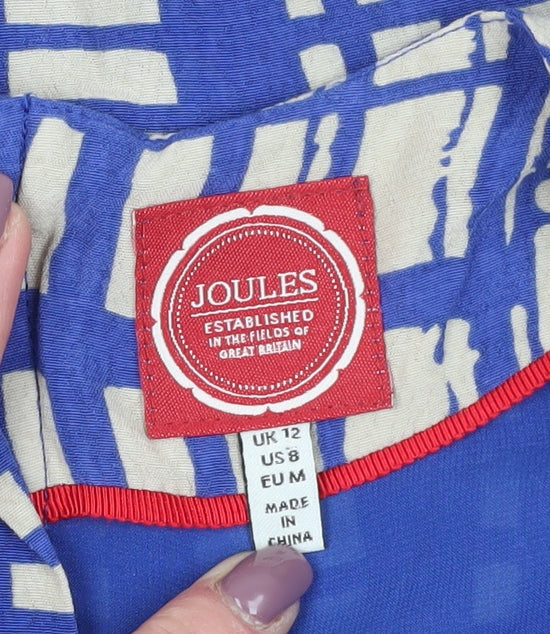 JOULES
ESTABLISHED
IN THE FIELDS OF
GREAT BRITAIN
UK 12
US 8
EU M
MADE
IN
CHINA